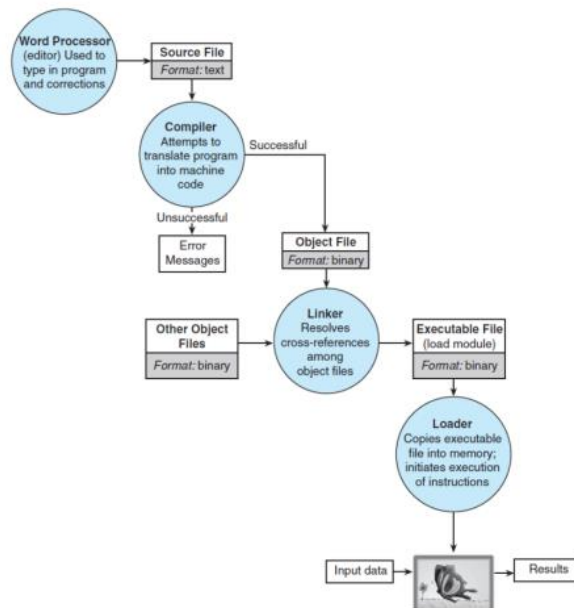 Word Processor
(editor) Used to
type in program
and corrections
Source File
Format: text
Compiler
Attempts to
translate program
into machine
code
Successful
Unsuccessful
Error
Messages
Object File
Format: binary
Other Object
Files
Format: binary
Linker
Resolves
cross-references
among
object files
Executable File
(load module)
Format: binary
Loader
Copies executable
file into memory;
initiates execution
of instructions
Input data
Results